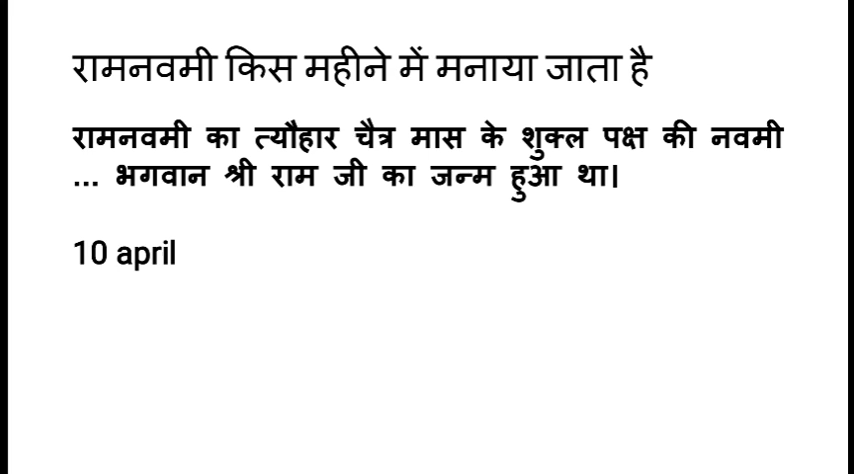 रामनवमी किस महीने में मनाया जाता है
रामनवमी का त्यौहार चैत्र मास के शुक्ल पक्ष की नवमी
... भगवान श्री राम जी का जन्म हुआ था।
10 april